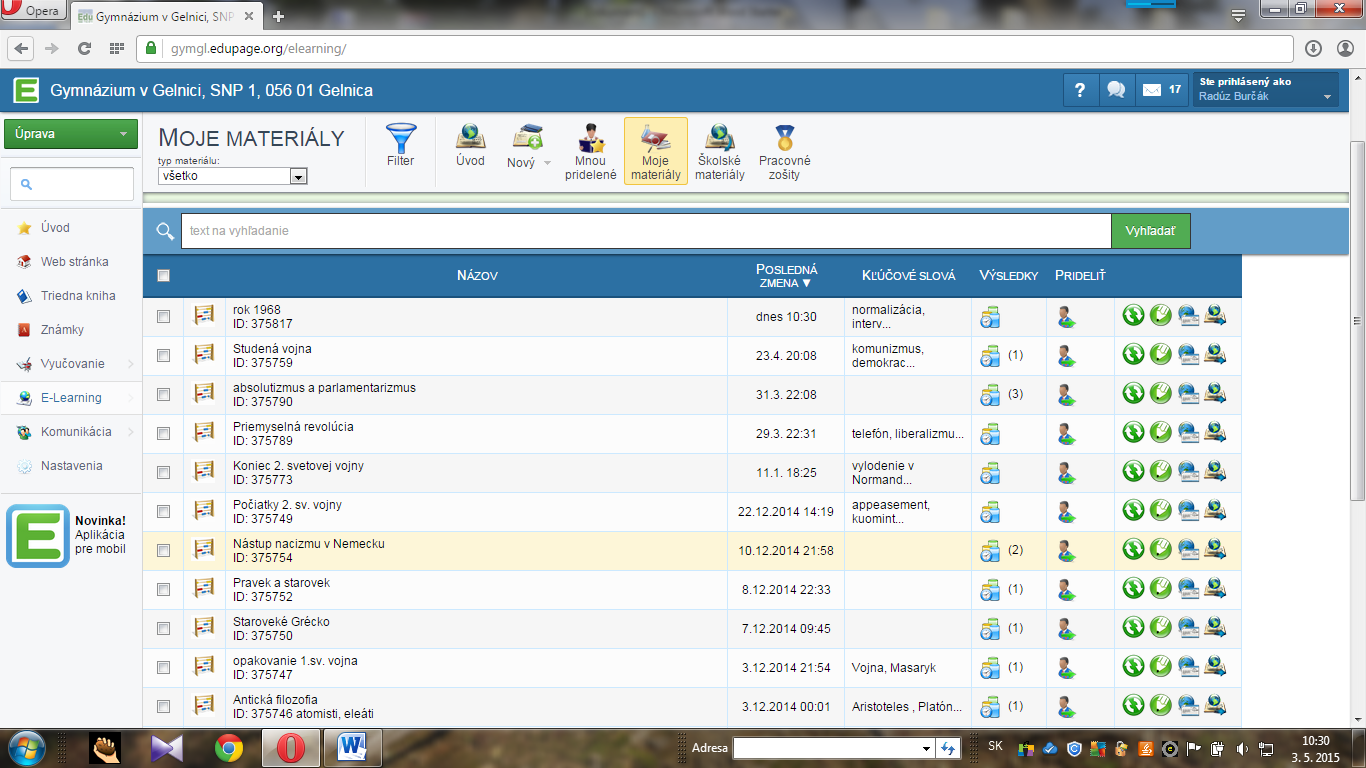 Opera
Edu Gymnázium v Gelnici, SNP
gymgl.edupage.org/elearning/
Gymnázium v Gelnici, SNP 1, 056 01 Gelnica
?
17
Ste prihlásený ako
Radúz Burčák
Úprava
MOJE MATERIÁLY
typ materiálu:
všetko
Filter
Úvod
Nový
Mnou
pridelené
Moje
materiály
Školské
materiály
Pracovné
zošity
Úvod
Web stránka
Triedna kniha
Známky
Vyučovanie
E-Learning
Komunikácia
Nastavenia
Novinka!
Aplikácia
pre mobil
text na vyhľadanie
Vyhľadať
NÁZOV
POSLEDNÁ
ZMENA ▼
KĽÚČOVÉ SLOVÁ
VÝSLEDKY
PRIDELIŤ
rok 1968
ID: 375817
dnes 10:30
normalizácia,
interv...
Studená vojna
ID: 375759
23.4. 20:08
komunizmus,
demokrac...
(1)
absolutizmus a parlamentarizmus
ID: 375790
31.3. 22:08
(3)
Priemyselná revolúcia
ID: 375789
29.3. 22:31
telefón, liberalizmu...
Koniec 2. svetovej vojny
ID: 375773
11.1. 18:25
vylodenie v
Normand...
Počiatky 2. sv. vojny
ID: 375749
22.12.2014 14:19
appeasement,
kuomint...
Nástup nacizmu v Nemecku
ID: 375754
10.12.2014 21:58
(2)
Pravek a starovek
ID: 375752
8.12.2014 22:33
(1)
Staroveké Grécko
ID: 375750
7.12.2014 09:45
(1)
opakovanie 1.sv. vojna
ID: 375747
3.12.2014 21:54
Vojna, Masaryk
(1)
Antická filozofia
ID: 375746 atomisti, eleáti
3.12.2014 00:01
Aristoteles , Platón...
(1)
Adresa
SK
10:30
3. 5. 2015